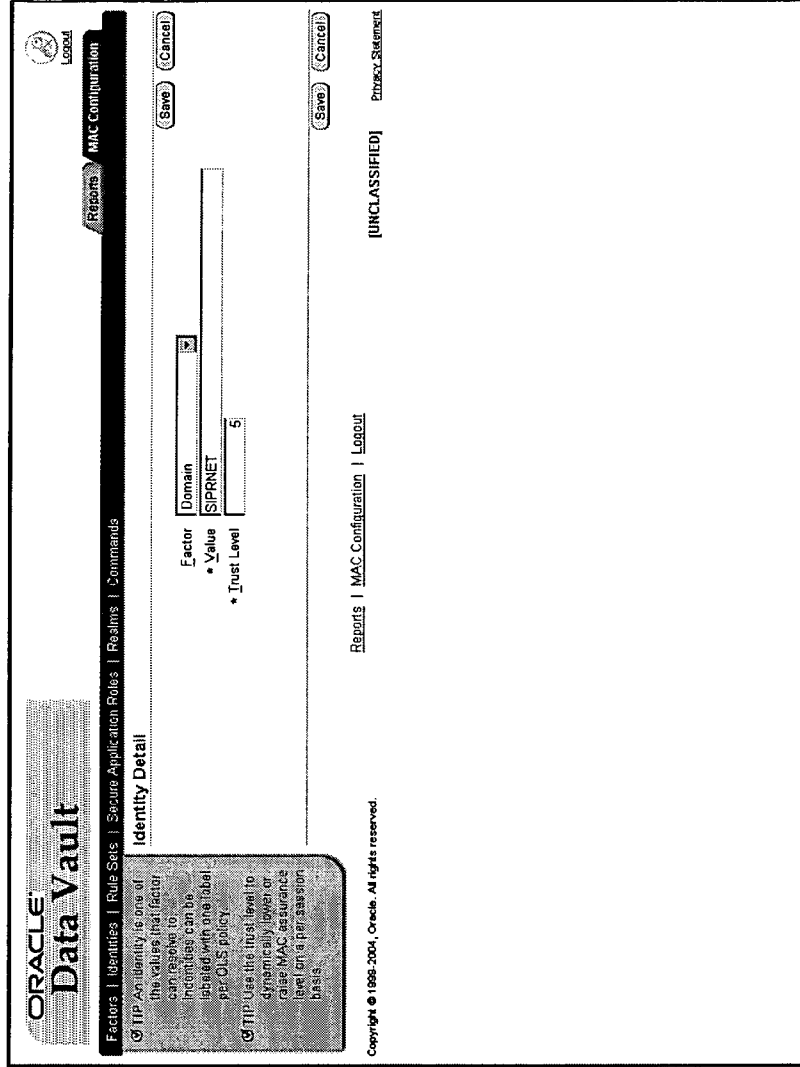 ORACLE
Data Vault
Logout
Reports
MAC Configuration
Factors | Identities | Rule Sets | Secure Application Roles | Realms | Commands
TIP An identity is one of
the values that factor
can resolve to.
Indentities can be
labeled with one label
per OLS policy.
TIP Use the trust level to
dynamically lower or
raise MAC assurance
level on a per session
basis.
Identity Detail
Save Cancel
Factor Domain
* Value SIPRNET
* Trust Level 5
Save Cancel
Reports | MAC Configuration | Logout
Copyright © 1999-2004, Oracle. All rights reserved.
[UNCLASSIFIED]
Privacy Statement